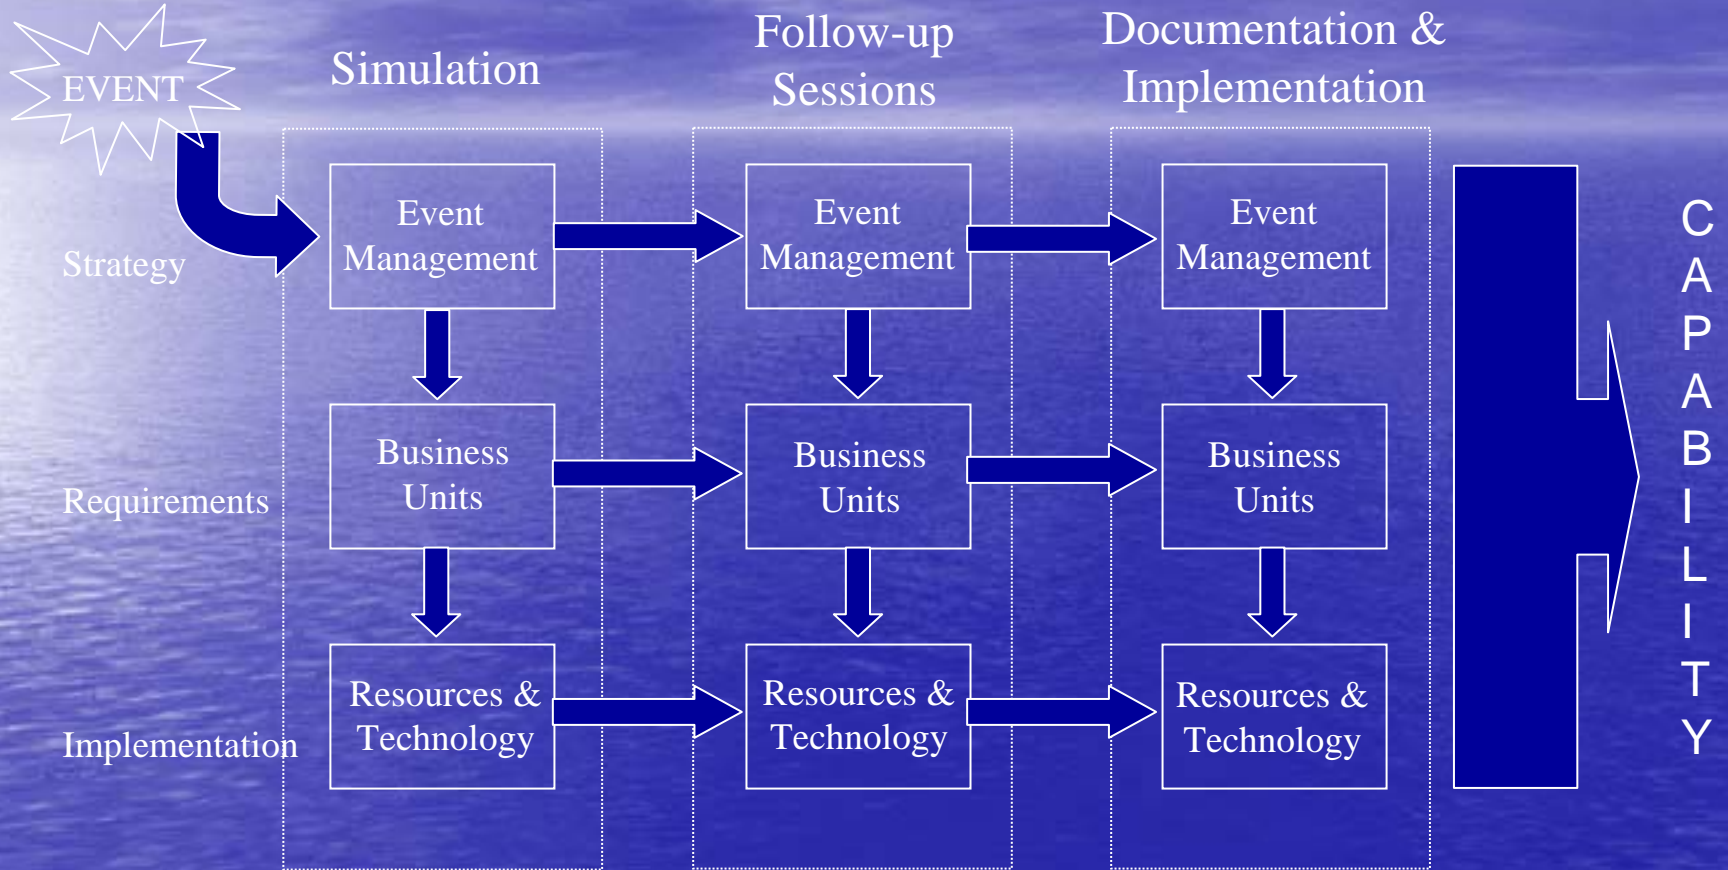 EVENT
Simulation
Follow-up
Sessions
Documentation &
Implementation
Strategy
Event
Management
Event
Management
Event
Management
Requirements
Business
Units
Business
Units
Business
Units
Implementation
Resources &
Technology
Resources &
Technology
Resources &
Technology
C
A
P
A
B
I
L
I
T
Y